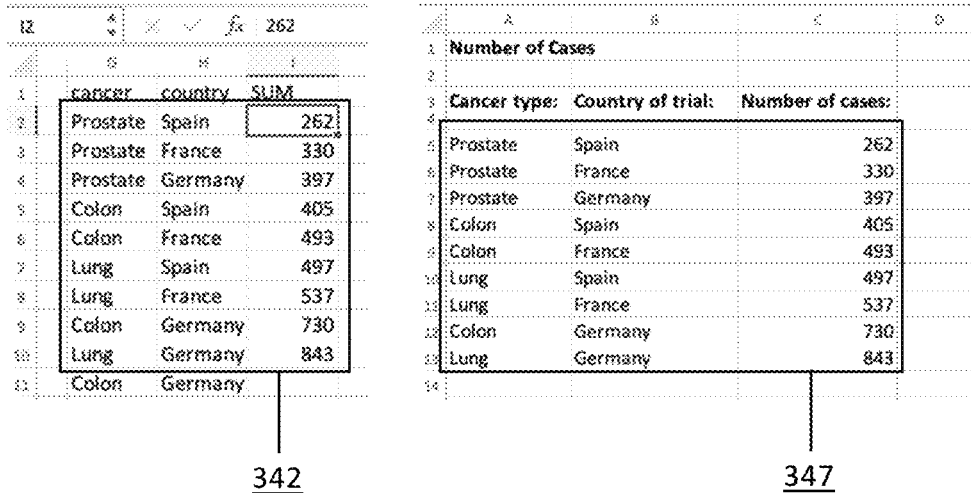 I2 fx 262
G H I
1 cancer country SUM
2 Prostate Spain 262
3 Prostate France 330
4 Prostate Germany 397
5 Colon Spain 405
6 Colon France 493
7 Lung Spain 497
8 Lung France 537
9 Colon Germany 730
10 Lung Germany 843
11 Colon Germany
342
A B C D
1 Number of Cases
2
3 Cancer type: Country of trial: Number of cases:
4
5 Prostate Spain 262
6 Prostate France 330
7 Prostate Germany 397
8 Colon Spain 405
9 Colon France 493
10 Lung Spain 497
11 Lung France 537
12 Colon Germany 730
13 Lung Germany 843
14
347